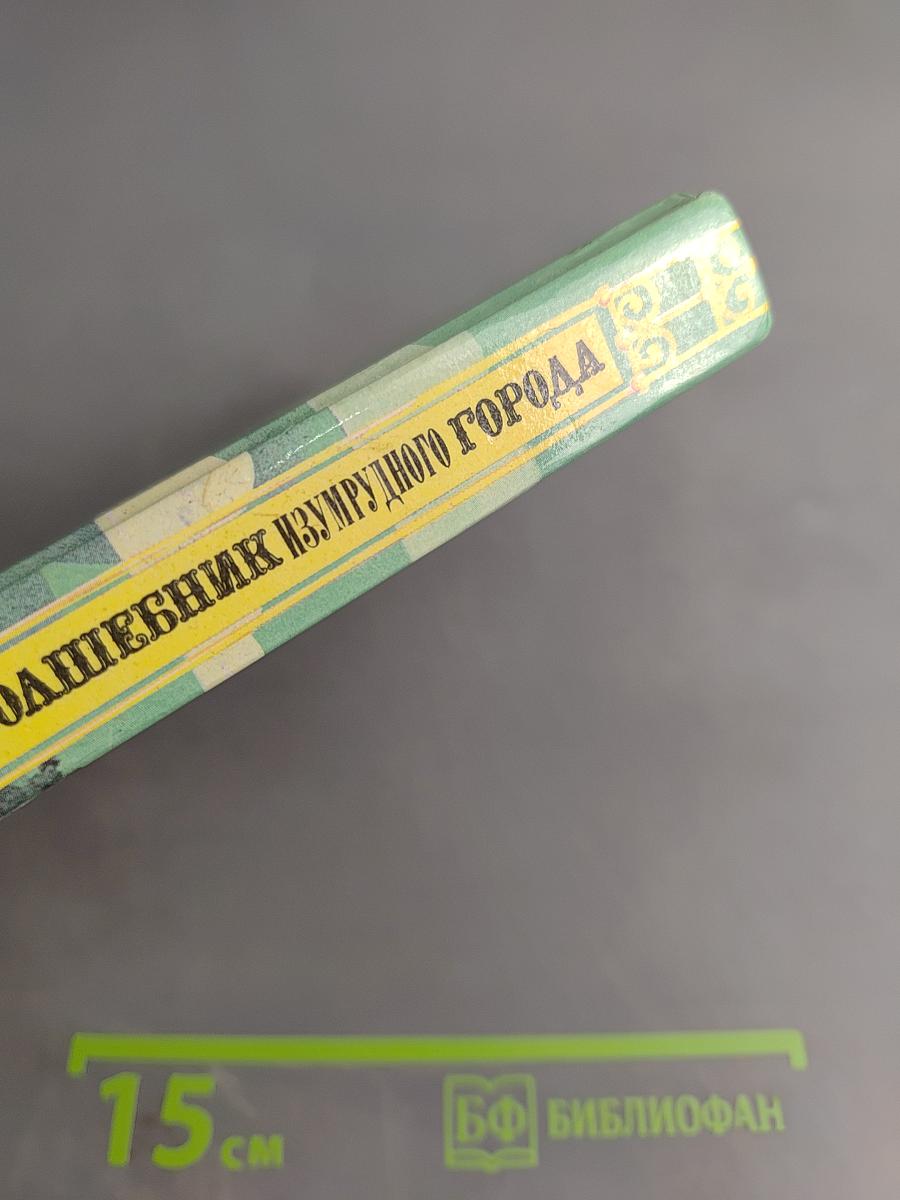 ОЛШЕБНИК ИЗУМРУДНОГО ГОРОДА
15 см
БФ БИБЛИОФАН